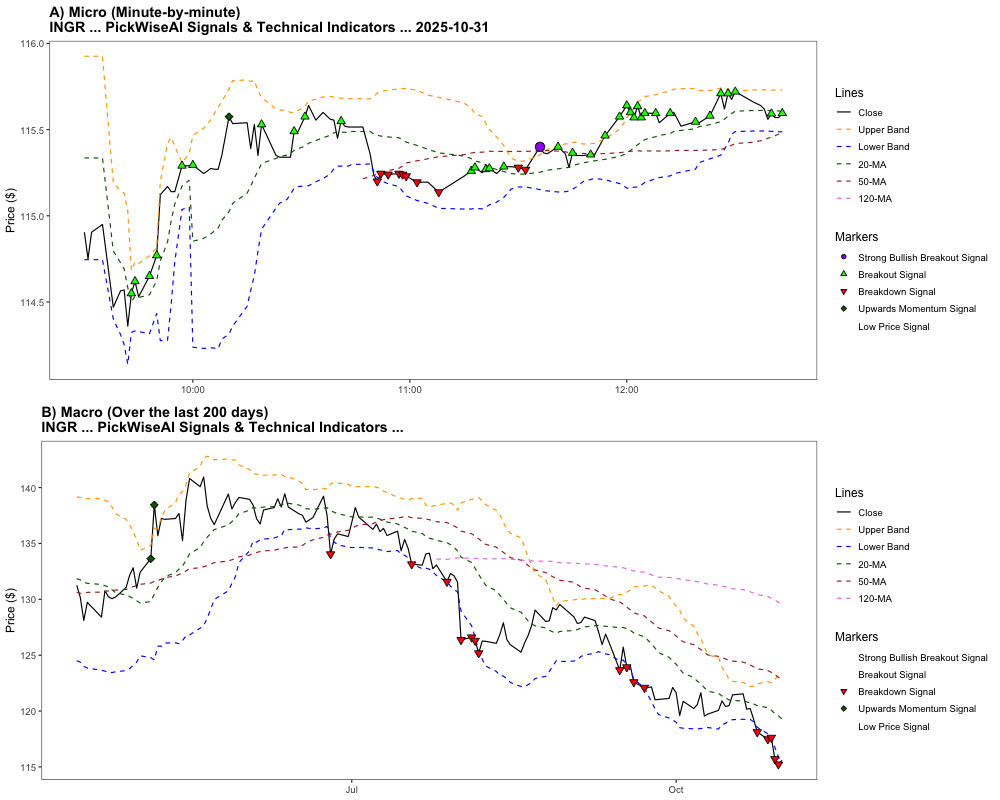 A) Micro (Minute-by-minute)
INGR ... PickWiseAI Signals & Technical Indicators ... 2025-10-31
116.0
115.5
115.0
114.5
Price ($)
10:00
11:00
12:00
Lines
Close
Upper Band
Lower Band
20-MA
50-MA
120-MA
Markers
Strong Bullish Breakout Signal
Breakout Signal
Breakdown Signal
Upwards Momentum Signal
Low Price Signal
B) Macro (Over the last 200 days)
INGR ... PickWiseAI Signals & Technical Indicators ...
140
135
130
125
120
115
Price ($)
Jul
Oct
Lines
Close
Upper Band
Lower Band
20-MA
50-MA
120-MA
Markers
Strong Bullish Breakout Signal
Breakout Signal
Breakdown Signal
Upwards Momentum Signal
Low Price Signal